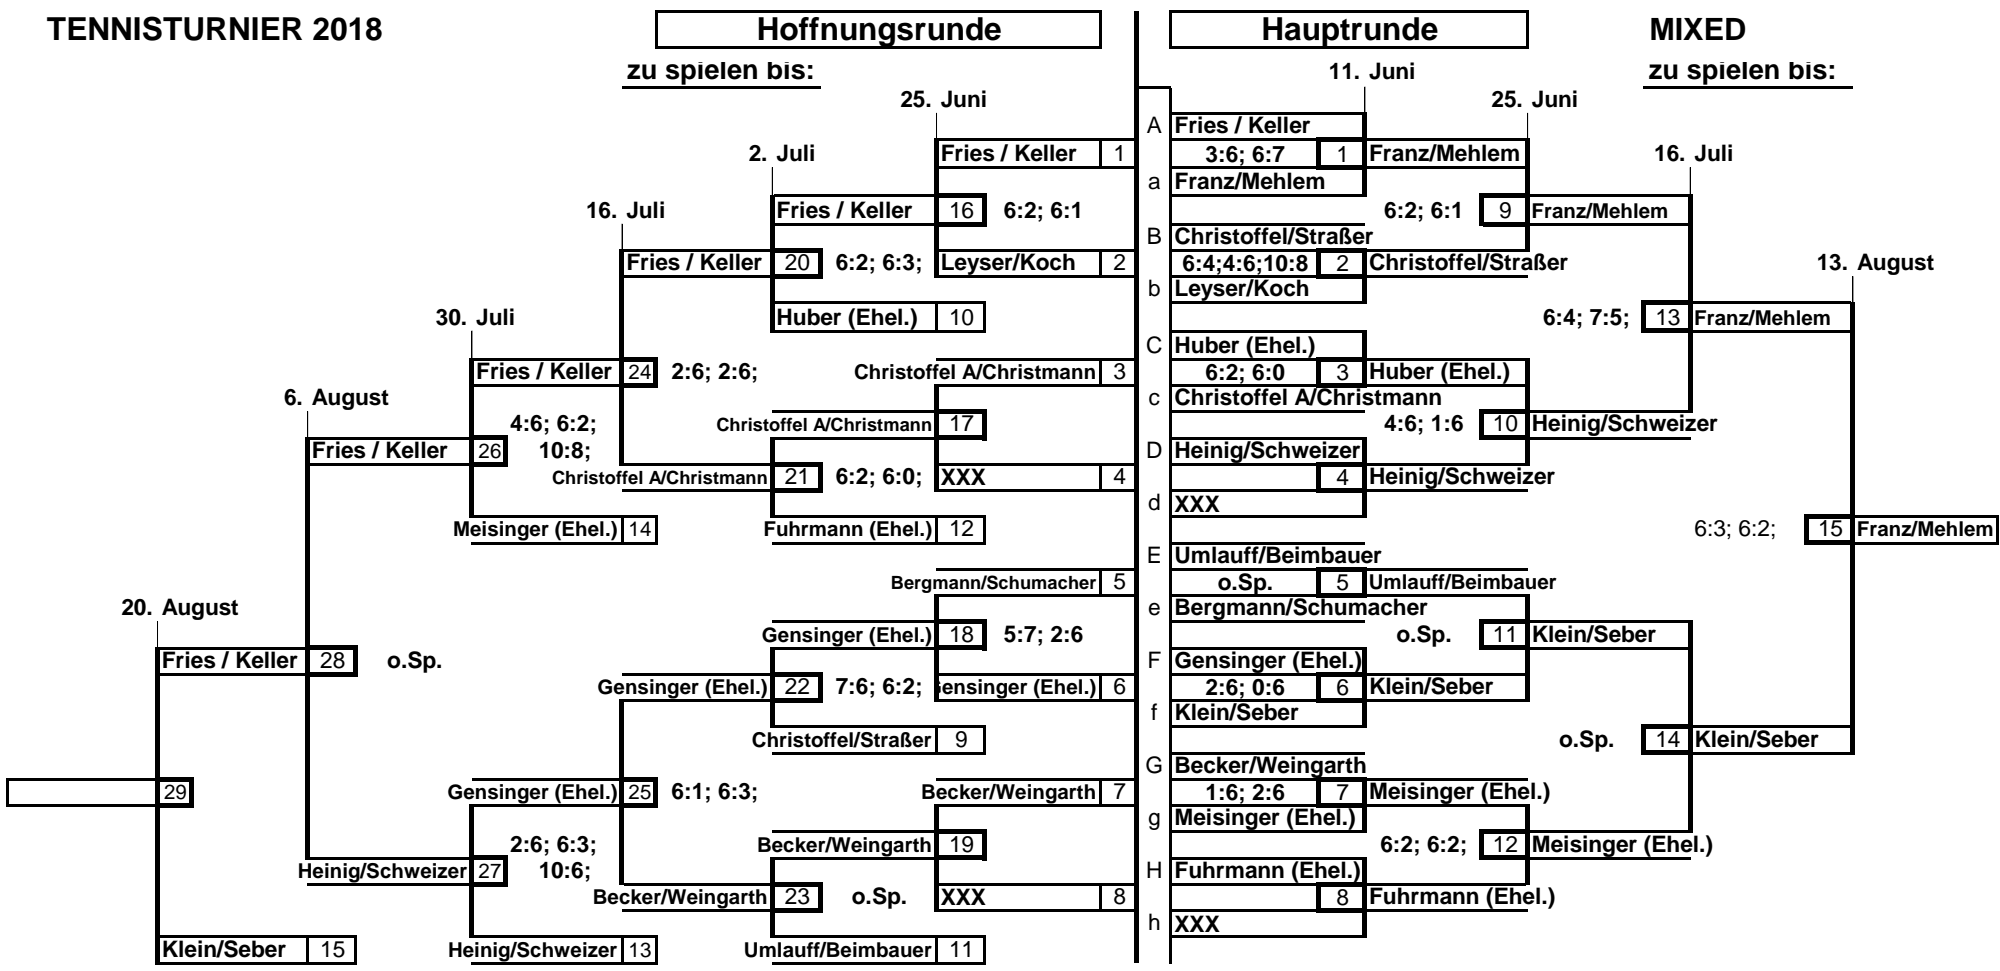 TENNISTURNIER 2018 Hoffnungsrunde Hauptrunde MIXED
zu spielen bis: 11. Juni zu spielen bis:
25. Juni 25. Juni
A Fries / Keller
2. Juli Fries / Keller 1 3:6; 6:7 1 Franz/Mehlem 16. Juli
a Franz/Mehlem
16. Juli Fries / Keller 16 6:2; 6:1 6:2; 6:1 9 Franz/Mehlem
B Christoffel/Straßer
Fries / Keller 20 6:2; 6:3; Leyser/Koch 2 6:4;4:6;10:8 2 Christoffel/Straßer 13. August
b Leyser/Koch
30. Juli Huber (Ehel.) 10 6:4; 7:5; 13 Franz/Mehlem
C Huber (Ehel.)
Fries / Keller 24 2:6; 2:6; Christoffel A/Christmann 3 6:2; 6:0 3 Huber (Ehel.)
6. August c Christoffel A/Christmann
4:6; 6:2; Christoffel A/Christmann 17 4:6; 1:6 10 Heinig/Schweizer
Fries / Keller 26 10:8; D Heinig/Schweizer
Christoffel A/Christmann 21 6:2; 6:0; XXX 4 4 Heinig/Schweizer
d XXX
Meisinger (Ehel.) 14 Fuhrmann (Ehel.) 12 6:3; 6:2; 15 Franz/Mehlem
E Umlauff/Beimbauer
Bergmann/Schumacher 5 o.Sp. 5 Umlauff/Beimbauer
20. August e Bergmann/Schumacher
Gensinger (Ehel.) 18 5:7; 2:6 o.Sp. 11 Klein/Seber
Fries / Keller 28 o.Sp. F Gensinger (Ehel.)
Gensinger (Ehel.) 22 7:6; 6:2; ensinger (Ehel.) 6 2:6; 0:6 6 Klein/Seber
f Klein/Seber
Christoffel/Straßer 9 o.Sp. 14 Klein/Seber
G Becker/Weingarth
29 Gensinger (Ehel.) 25 6:1; 6:3; Becker/Weingarth 7 1:6; 2:6 7 Meisinger (Ehel.)
g Meisinger (Ehel.)
2:6; 6:3; Becker/Weingarth 19 6:2; 6:2; 12 Meisinger (Ehel.)
Heinig/Schweizer 27 10:6; H Fuhrmann (Ehel.)
Becker/Weingarth 23 o.Sp. XXX 8 8 Fuhrmann (Ehel.)
h XXX
Klein/Seber 15 Heinig/Schweizer 13 Umlauff/Beimbauer 11